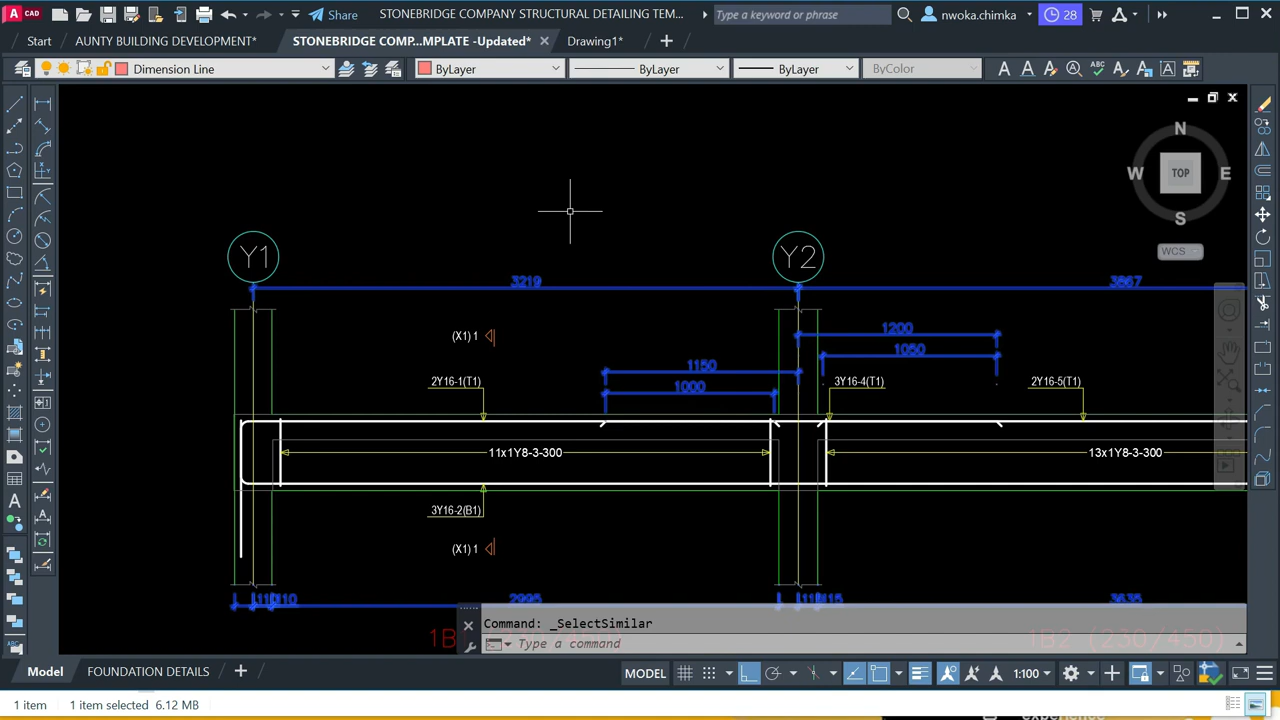 CAD
Share
STONEBRIDGE COMPANY STRUCTURAL DETAILING TEM...
Type a keyword or phrase
nwoka.chimka
28
Start
AUNTY BUILDING DEVELOPMENT*
STONEBRIDGE COMP...MPLATE -Updated*
Drawing1*
Dimension Line
ByLayer
ByLayer
ByLayer
ByColor
N
W
TOP
E
S
WCS
Y1
Y2
3219
3867
(X1) 1
1200
1050
1150
1000
2Y16-1(T1)
3Y16-4(T1)
2Y16-5(T1)
11x1Y8-3-300
13x1Y8-3-300
3Y16-2(B1)
(X1) 1
2995
3635
1B2 (230/450)
Command: _SelectSimilar
Type a command
Model
FOUNDATION DETAILS
MODEL
1:100
1 item
1 item selected 6.12 MB